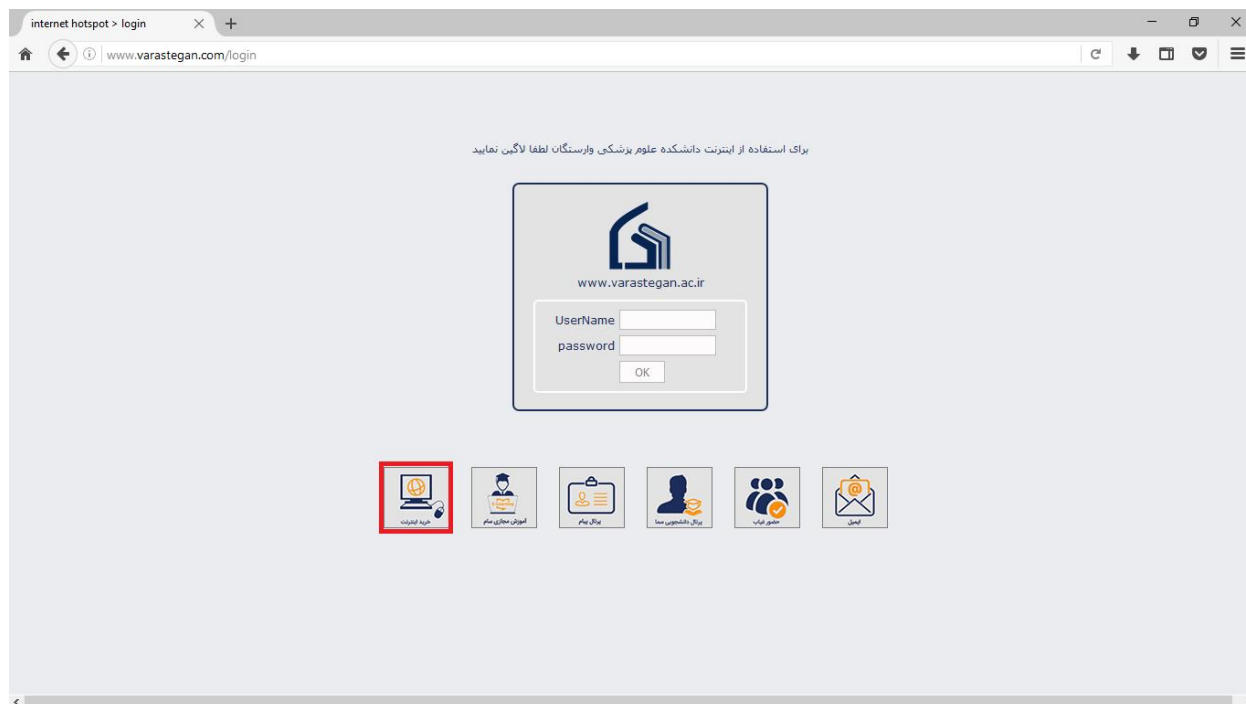 internet hotspot > login
www.varastegan.com/login
برای استفاده از اینترنت دانشکده علوم پزشکی وارستگان لطفا لاگین نمایید
www.varastegan.ac.ir
UserName
password
OK
خرید اینترنت
e-Learning
آموزش مجازی سام
پرتال پیام
پرتال دانشجویی سما
حضور غیاب
ایمیل